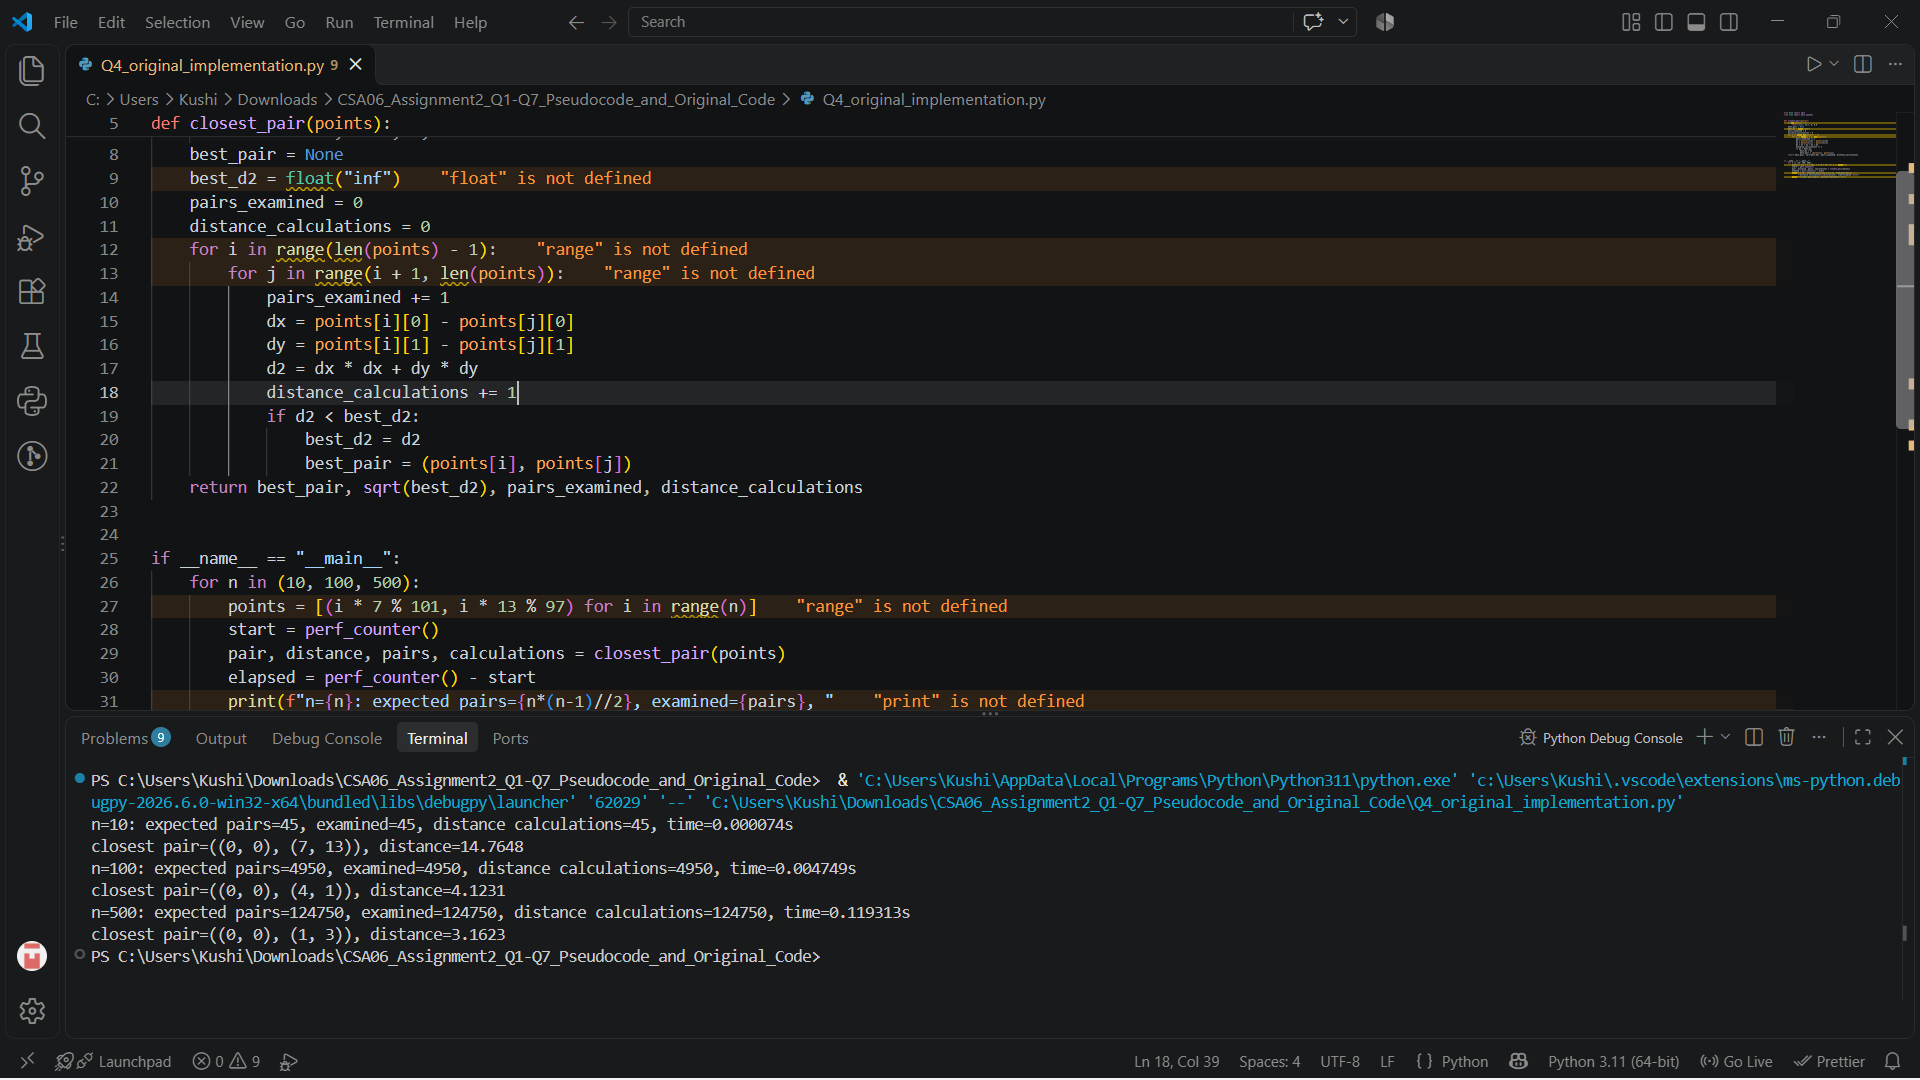 File Edit Selection View Go Run Terminal Help
Search
Q4_original_implementation.py 9
C: > Users > Kushi > Downloads > CSA06_Assignment2_Q1-Q7_Pseudocode_and_Original_Code > Q4_original_implementation.py
5 def closest_pair(points):
8 best_pair = None
9 best_d2 = float("inf") "float" is not defined
10 pairs_examined = 0
11 distance_calculations = 0
12 for i in range(len(points) - 1): "range" is not defined
13 for j in range(i + 1, len(points)): "range" is not defined
14 pairs_examined += 1
15 dx = points[i][0] - points[j][0]
16 dy = points[i][1] - points[j][1]
17 d2 = dx * dx + dy * dy
18 distance_calculations += 1
19 if d2 < best_d2:
20 best_d2 = d2
21 best_pair = (points[i], points[j])
22 return best_pair, sqrt(best_d2), pairs_examined, distance_calculations
23
24
25 if __name__ == "__main__":
26 for n in (10, 100, 500):
27 points = [(i * 7 % 101, i * 13 % 97) for i in range(n)] "range" is not defined
28 start = perf_counter()
29 pair, distance, pairs, calculations = closest_pair(points)
30 elapsed = perf_counter() - start
31 print(f"n={n}: expected pairs={n*(n-1)//2}, examined={pairs}, " "print" is not defined
Problems 9 Output Debug Console Terminal Ports
Python Debug Console
PS C:\Users\Kushi\Downloads\CSA06_Assignment2_Q1-Q7_Pseudocode_and_Original_Code> & 'C:\Users\Kushi\AppData\Local\Programs\Python\Python311\python.exe' 'c:\Users\Kushi\.vscode\extensions\ms-python.deb
ugpy-2026.6.0-win32-x64\bundled\libs\debugpy\launcher' '62029' '--' 'C:\Users\Kushi\Downloads\CSA06_Assignment2_Q1-Q7_Pseudocode_and_Original_Code\Q4_original_implementation.py'
n=10: expected pairs=45, examined=45, distance calculations=45, time=0.000074s
closest pair=((0, 0), (7, 13)), distance=14.7648
n=100: expected pairs=4950, examined=4950, distance calculations=4950, time=0.004749s
closest pair=((0, 0), (4, 1)), distance=4.1231
n=500: expected pairs=124750, examined=124750, distance calculations=124750, time=0.119313s
closest pair=((0, 0), (1, 3)), distance=3.1623
PS C:\Users\Kushi\Downloads\CSA06_Assignment2_Q1-Q7_Pseudocode_and_Original_Code>
Launchpad 0 9
Ln 18, Col 39 Spaces: 4 UTF-8 LF { } Python Python 3.11 (64-bit) Go Live Prettier